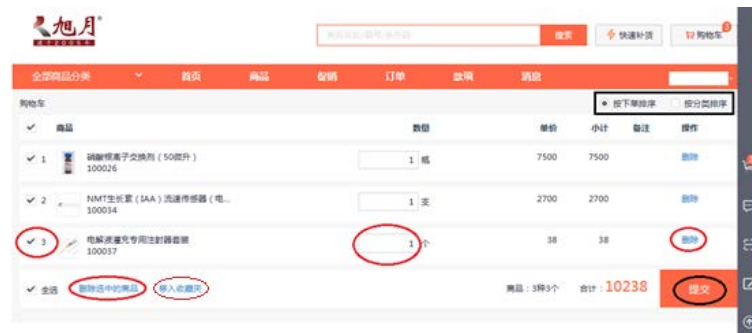 旭月
搜索
快速补货
购物车
全部商品分类 首页 商品 促销 订单 款项 消息
购物车
按下单排序 按分类排序
商品 数量 单价 小计 备注 操作
1 硝酸根离子交换剂（50微升） 1 瓶 7500 7500 删除
100026
2 NMT生长素（IAA）流速传感器（电... 1 支 2700 2700 删除
100034
3 电解液灌充专用注射器套装 1 个 38 38 删除
100037
全选 删除选中的商品 移入收藏夹 商品：3种3个 合计：10238 提交